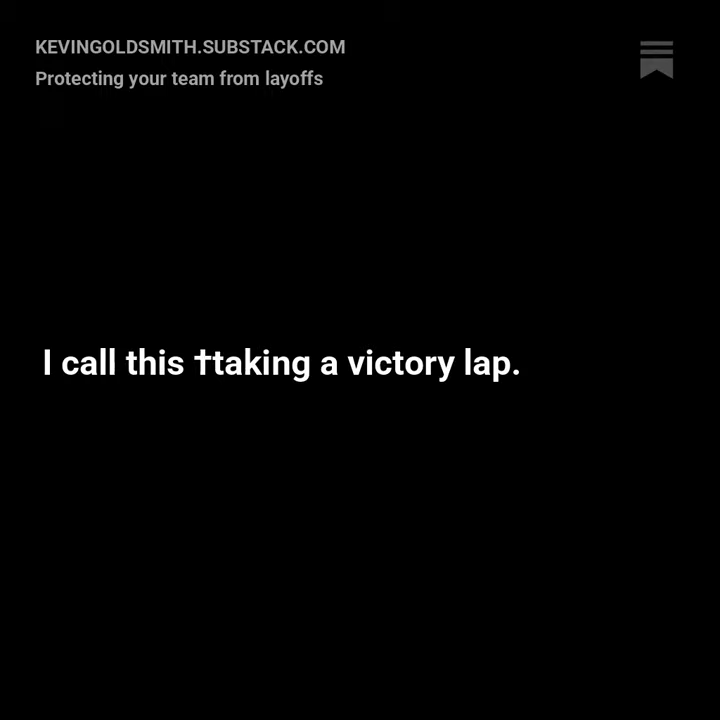 KEVINGOLDSMITH.SUBSTACK.COM
Protecting your team from layoffs
I call this †taking a victory lap.